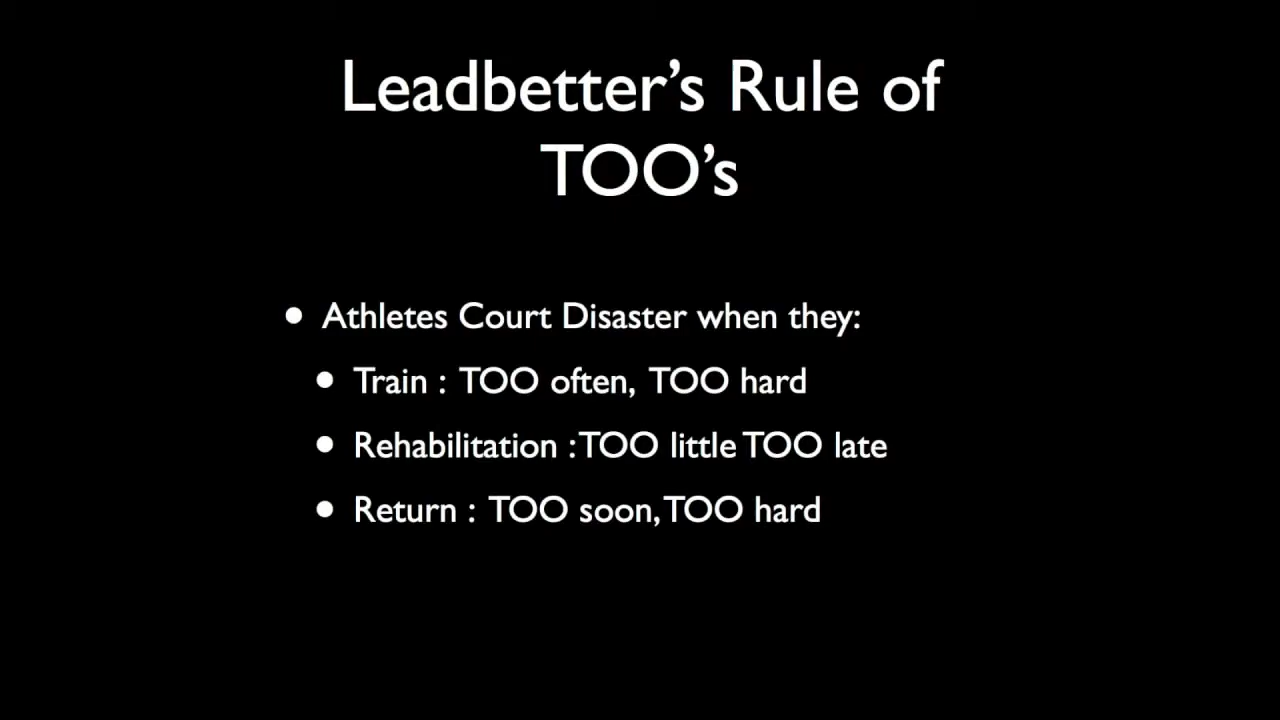 Leadbetter’s Rule of
TOO’s
• Athletes Court Disaster when they:
• Train : TOO often, TOO hard
• Rehabilitation :TOO little TOO late
• Return : TOO soon,TOO hard